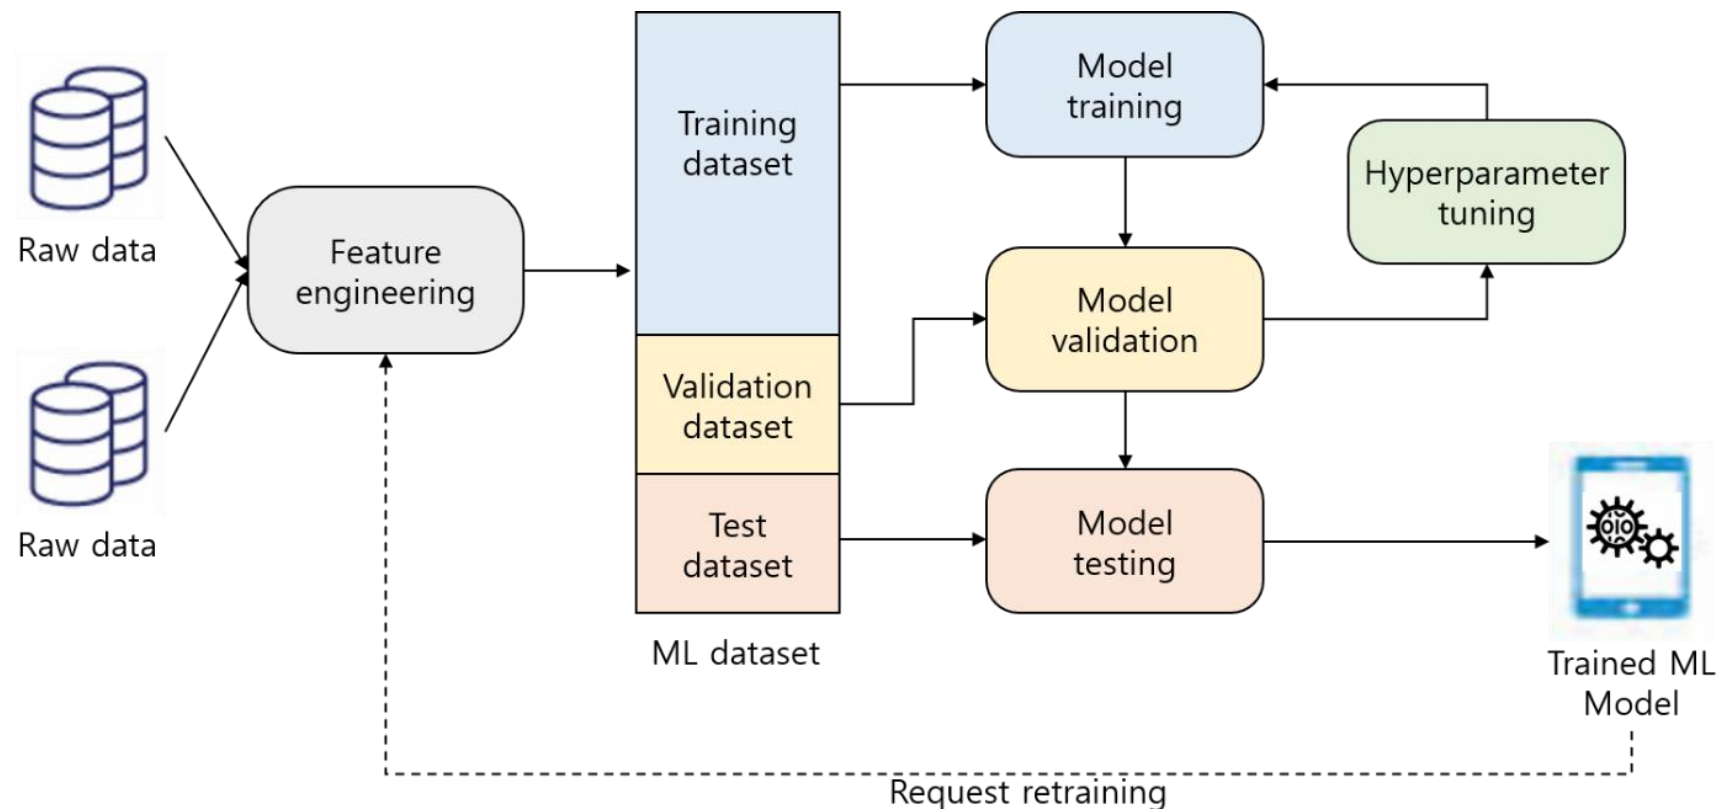 Raw data
Raw data
Feature
engineering
Training
dataset
Validation
dataset
Test
dataset
ML dataset
Model
training
Model
validation
Model
testing
Hyperparameter
tuning
Trained ML
Model
Request retraining